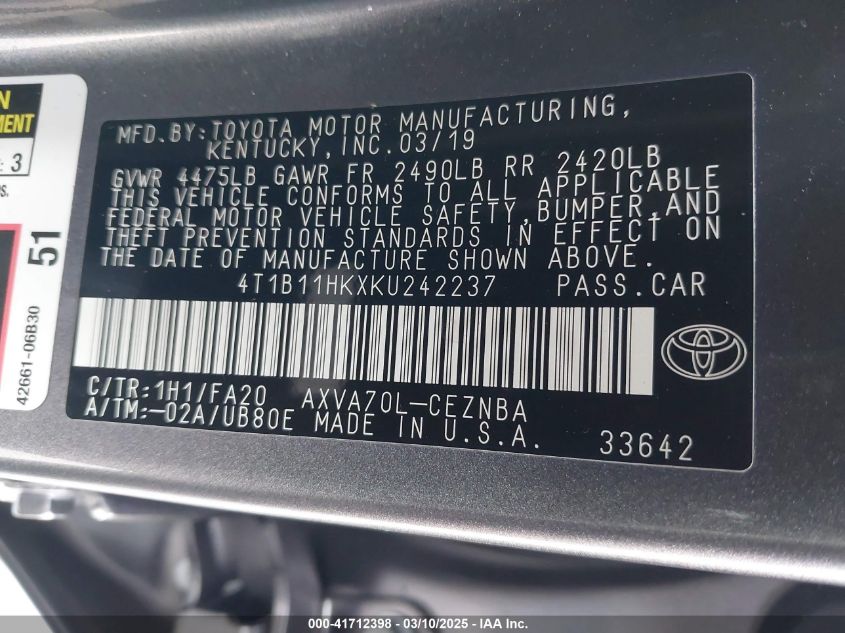 N
EMENT
: 3
s.
51
42661-06B30
MFD. BY: TOYOTA MOTOR MANUFACTURING,
KENTUCKY, INC. 03/19
GVWR 4475LB GAWR FR 2490LB RR 2420LB
THIS VEHICLE CONFORMS TO ALL APPLICABLE
FEDERAL MOTOR VEHICLE SAFETY, BUMPER, AND
THEFT PREVENTION STANDARDS IN EFFECT ON
THE DATE OF MANUFACTURE SHOWN ABOVE.
4T1B11HKXKU242237 PASS. CAR
C/TR: 1H1/FA20 AXVA70L-CEZNBA
A/TM: -02A/UB80E MADE IN U.S.A. 33642
000-41712398 - 03/10/2025 - IAAI, Inc.